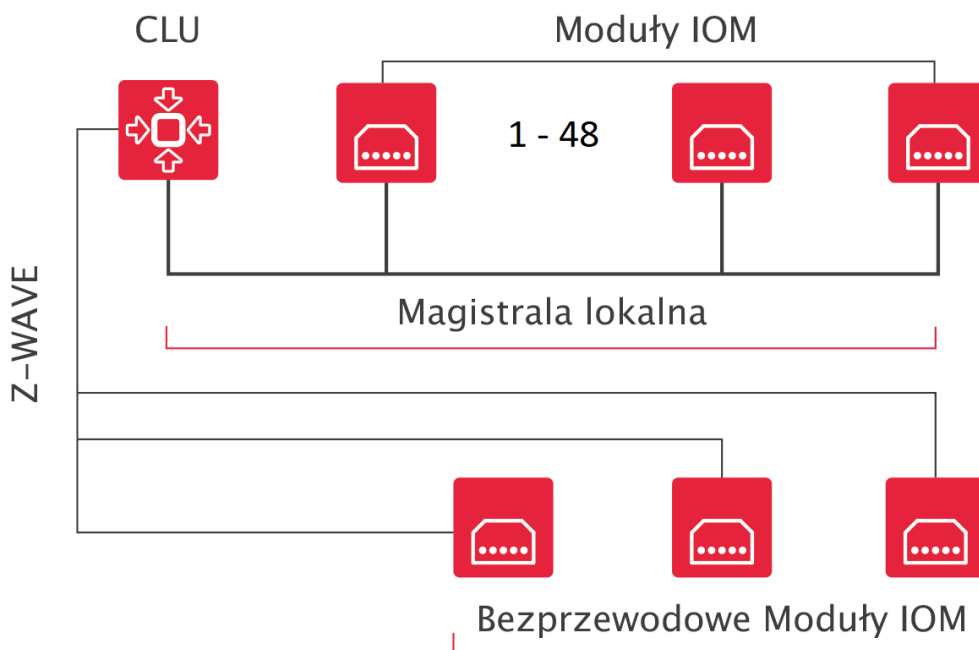 CLU
Moduły IOM
1 - 48
Magistrala lokalna
Z-WAVE
Bezprzewodowe Moduły IOM